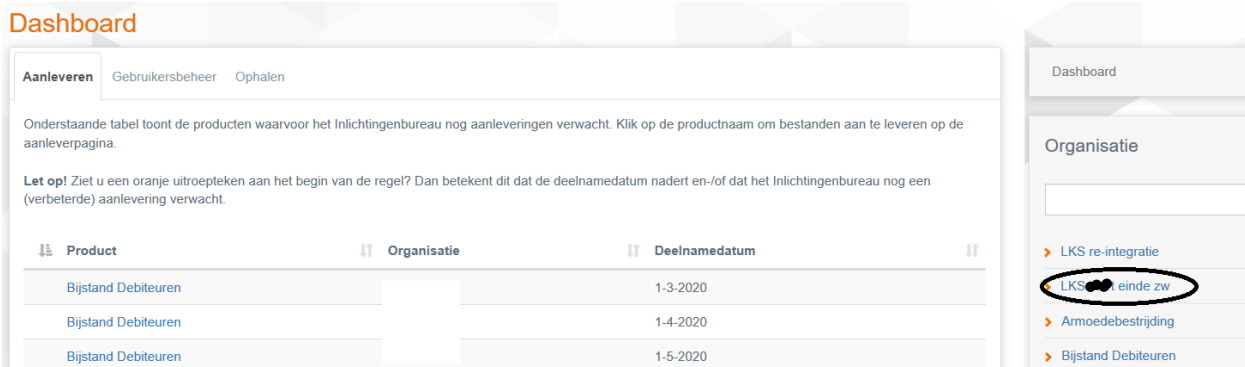 Dashboard
Aanleveren Gebruikersbeheer Ophalen
Onderstaande tabel toont de producten waarvoor het Inlichtingenbureau nog aanleveringen verwacht. Klik op de productnaam om bestanden aan te leveren op de
aanleverpagina.
Let op! Ziet u een oranje uitroepteken aan het begin van de regel? Dan betekent dit dat de deelnamedatum nadert en-/of dat het Inlichtingenbureau nog een
(verbeterde) aanlevering verwacht.
Product Organisatie Deelnamedatum
Bijstand Debiteuren 1-3-2020
Bijstand Debiteuren 1-4-2020
Bijstand Debiteuren 1-5-2020
Dashboard
Organisatie
LKS re-integratie
LKS einde zw
Armoedebestrijding
Bijstand Debiteuren